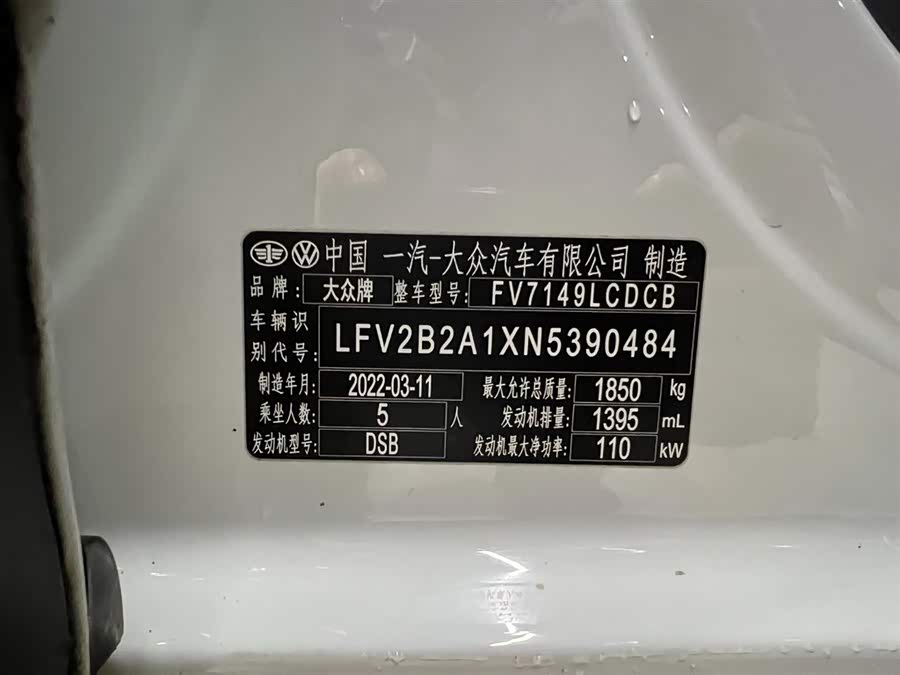 中国 一汽-大众汽车有限公司 制造
品牌: 大众牌 整车型号: FV7149LCDCB
车辆识别代号: LFV2B2A1XN5390484
制造年月: 2022-03-11 最大允许总质量: 1850 kg
乘坐人数: 5 人 发动机排量: 1395 mL
发动机型号: DSB 发动机最大净功率: 110 kW